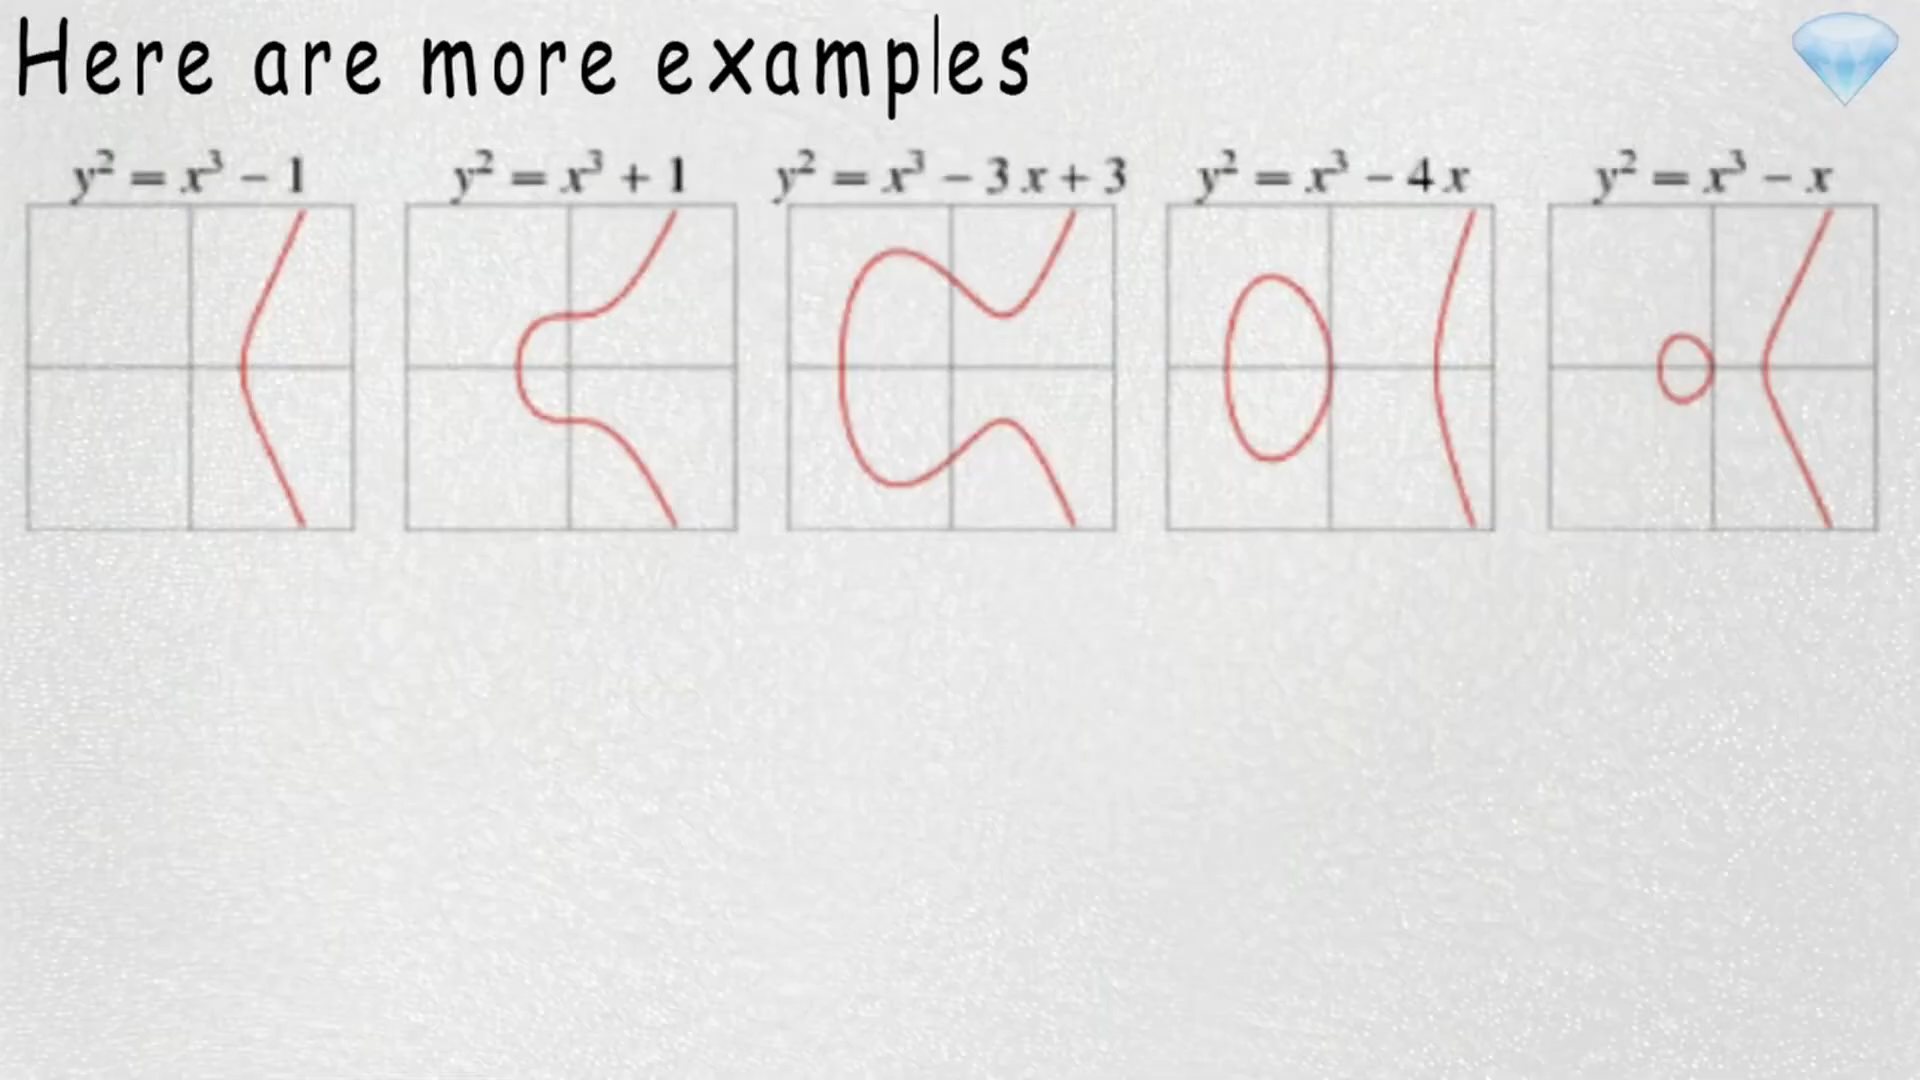 Here are more examples
y² = x³ − 1
y² = x³ + 1
y² = x³ − 3x + 3
y² = x³ − 4x
y² = x³ − x